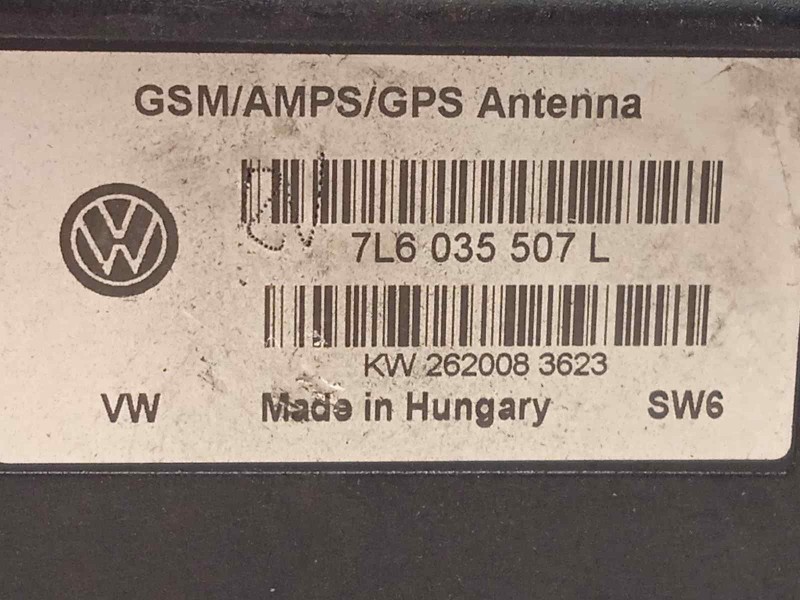 GSM/AMPS/GPS Antenna
7L6 035 507 L
KW 262008 3623
VW Made in Hungary SW6